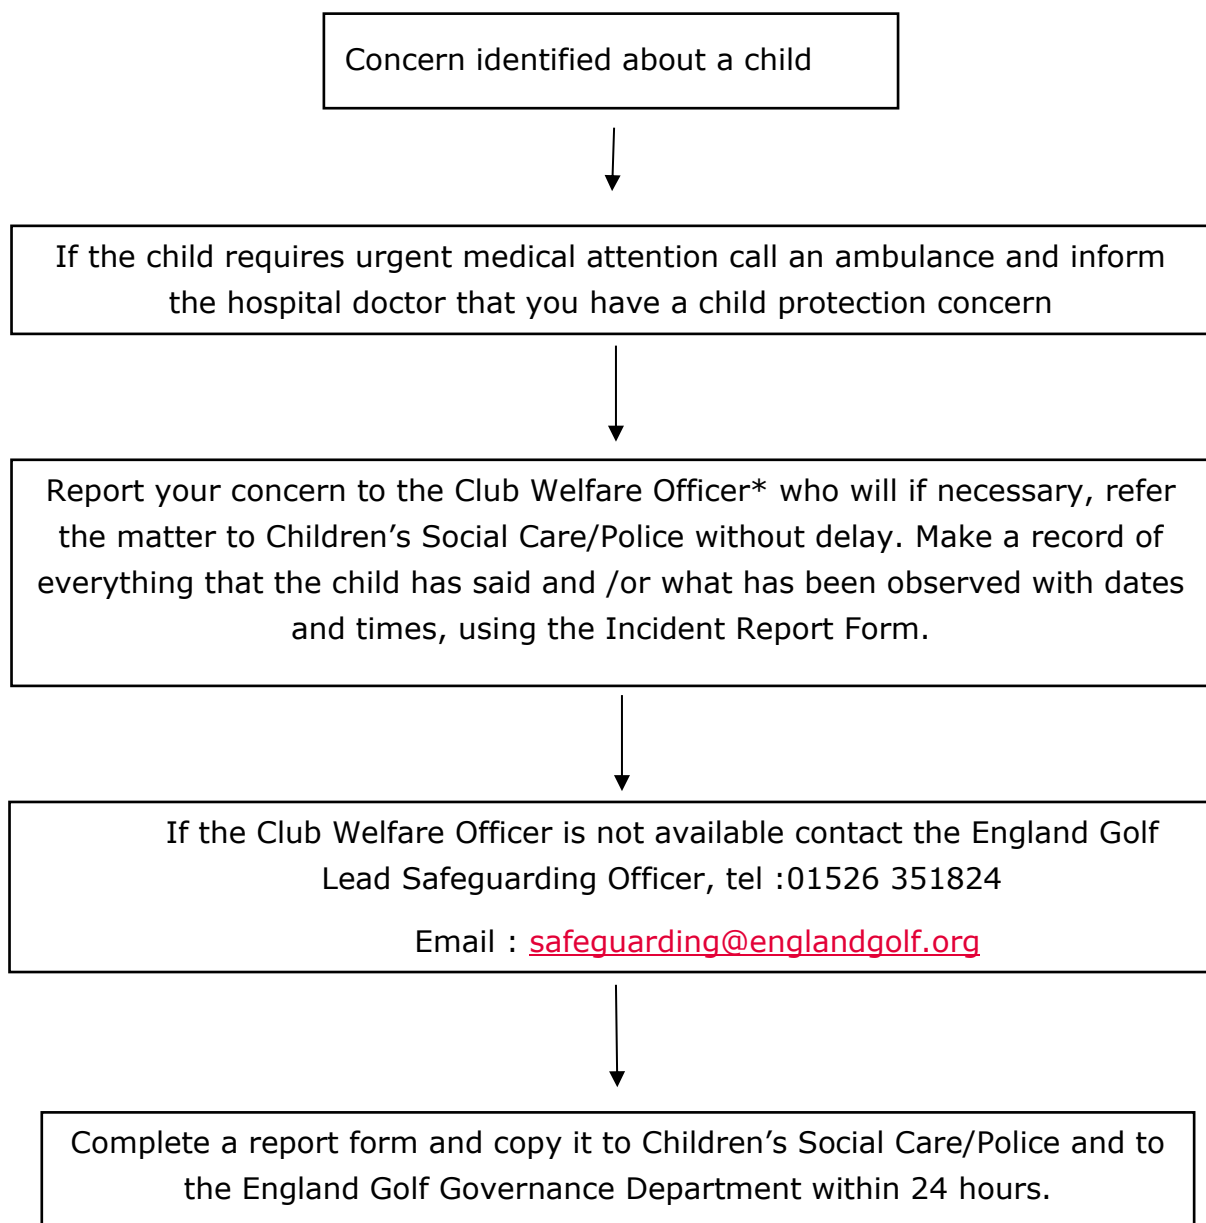 Concern identified about a child
If the child requires urgent medical attention call an ambulance and inform
the hospital doctor that you have a child protection concern
Report your concern to the Club Welfare Officer* who will if necessary, refer
the matter to Children’s Social Care/Police without delay. Make a record of
everything that the child has said and /or what has been observed with dates
and times, using the Incident Report Form.
If the Club Welfare Officer is not available contact the England Golf
Lead Safeguarding Officer, tel :01526 351824
Email : safeguarding@englandgolf.org
Complete a report form and copy it to Children’s Social Care/Police and to
the England Golf Governance Department within 24 hours.